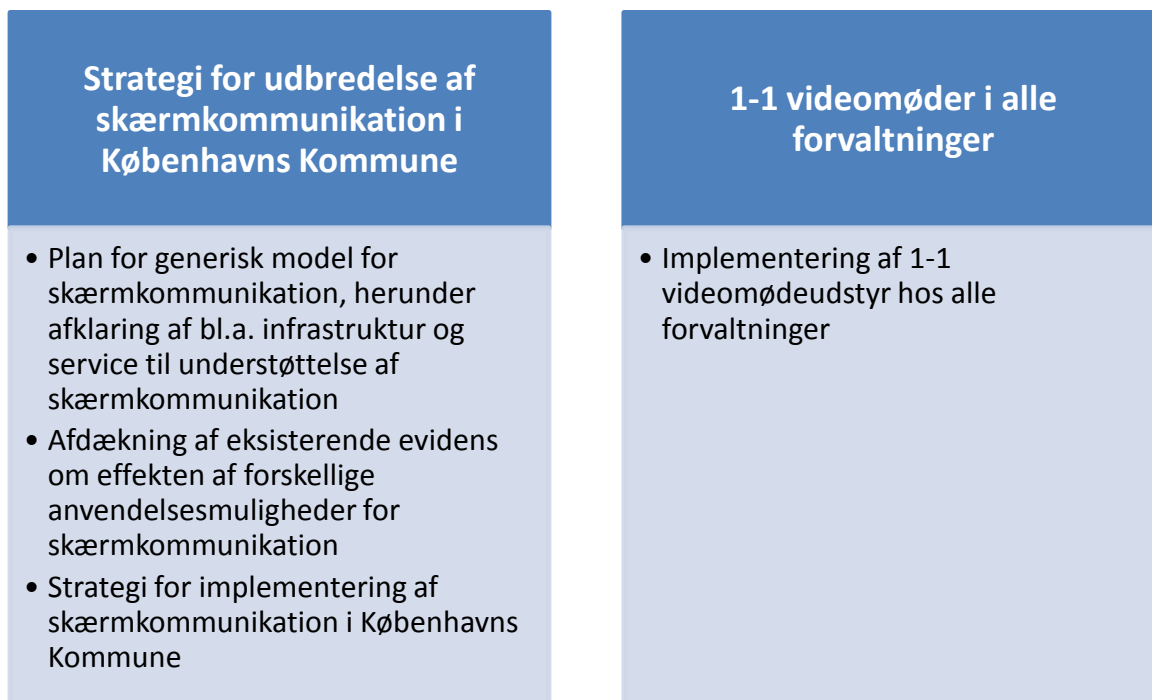 Strategi for udbredelse af
skærmkommunikation i
Københavns Kommune
• Plan for generisk model for
skærmkommunikation, herunder
afklaring af bl.a. infrastruktur og
service til understøttelse af
skærmkommunikation
• Afdækning af eksisterende evidens
om effekten af forskellige
anvendelsesmuligheder for
skærmkommunikation
• Strategi for implementering af
skærmkommunikation i Københavns
Kommune
1-1 videomøder i alle
forvaltninger
• Implementering af 1-1
videomødeudstyr hos alle
forvaltninger